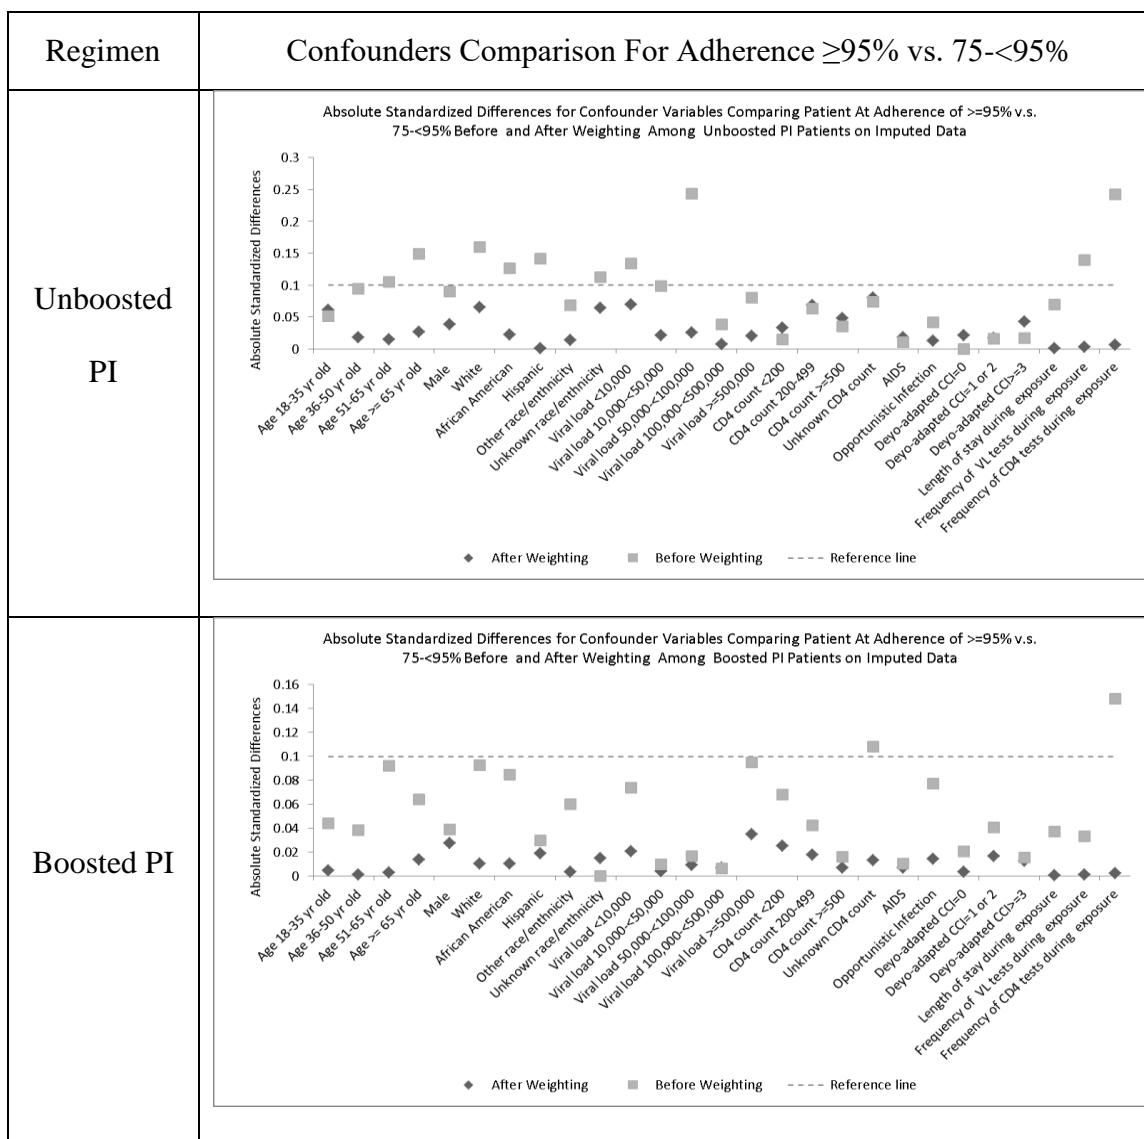 Regimen
Confounders Comparison For Adherence ≥95% vs. 75-<95%
Unboosted
PI
Absolute Standardized Differences for Confounder Variables Comparing Patient At Adherence of >=95% v.s.
75-<95% Before and After Weighting Among Unboosted PI Patients on Imputed Data
Absolute Standardized Differences
0.3
0.25
0.2
0.15
0.1
0.05
0
Age 18-35 yr old
Age 36-50 yr old
Age 51-65 yr old
Age >= 65 yr old
Male
White
African American
Hispanic
Other race/ethnicity
Unknown race/ethnicity
Viral load <10,000
Viral load 10,000-<50,000
Viral load 50,000-<100,000
Viral load 100,000-<500,000
Viral load >=500,000
CD4 count <200
CD4 count 200-499
CD4 count >=500
Unknown CD4 count
AIDS
Opportunistic Infection
Deyo-adapted CCI=0
Deyo-adapted CCI=1 or 2
Deyo-adapted CCI>=3
Length of stay during exposure
Frequency of VL tests during exposure
Frequency of CD4 tests during exposure
After Weighting Before Weighting Reference line
Boosted PI
Absolute Standardized Differences for Confounder Variables Comparing Patient At Adherence of >=95% v.s.
75-<95% Before and After Weighting Among Boosted PI Patients on Imputed Data
Absolute Standardized Differences
0.16
0.14
0.12
0.1
0.08
0.06
0.04
0.02
0
Age 18-35 yr old
Age 36-50 yr old
Age 51-65 yr old
Age >= 65 yr old
Male
White
African American
Hispanic
Other race/ethnicity
Unknown race/ethnicity
Viral load <10,000
Viral load 10,000-<50,000
Viral load 50,000-<100,000
Viral load 100,000-<500,000
Viral load >=500,000
CD4 count <200
CD4 count 200-499
CD4 count >=500
Unknown CD4 count
AIDS
Opportunistic Infection
Deyo-adapted CCI=0
Deyo-adapted CCI=1 or 2
Deyo-adapted CCI>=3
Length of stay during exposure
Frequency of VL tests during exposure
Frequency of CD4 tests during exposure
After Weighting Before Weighting Reference line